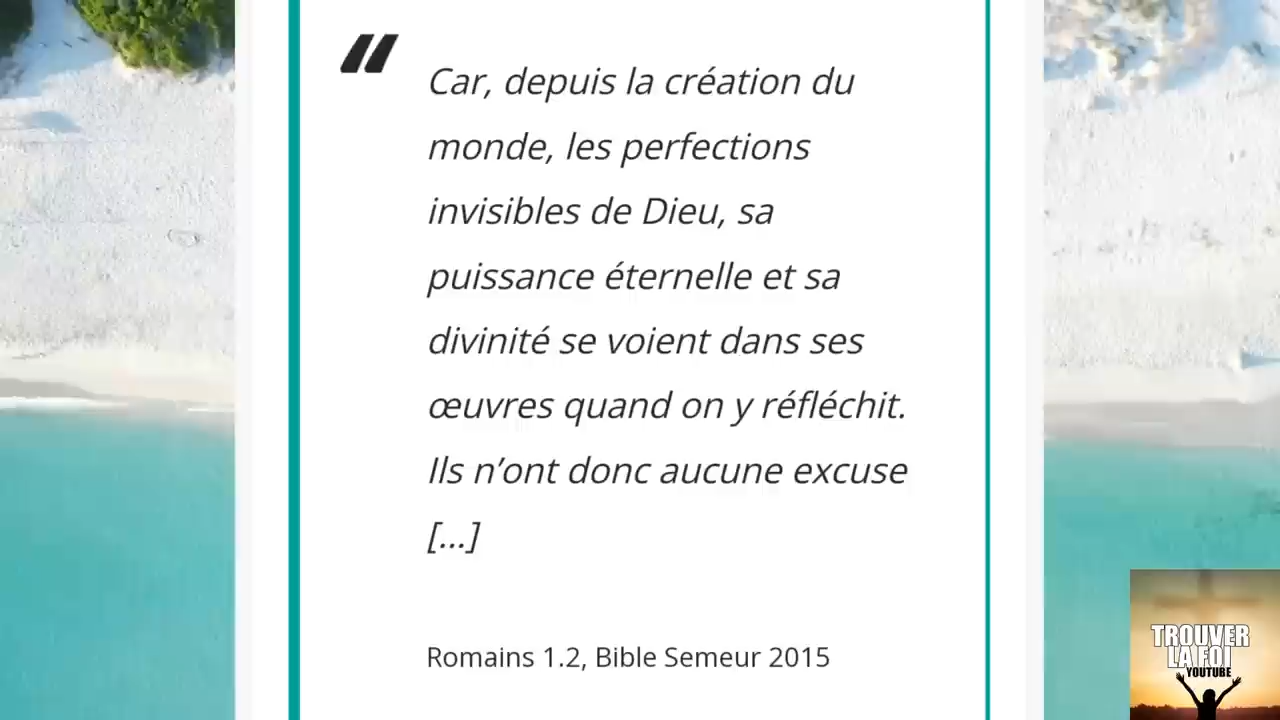 “
Car, depuis la création du
monde, les perfections
invisibles de Dieu, sa
puissance éternelle et sa
divinité se voient dans ses
œuvres quand on y réfléchit.
Ils n’ont donc aucune excuse
[...]
Romains 1.2, Bible Semeur 2015
TROUVER
LA FOI
YOUTUBE